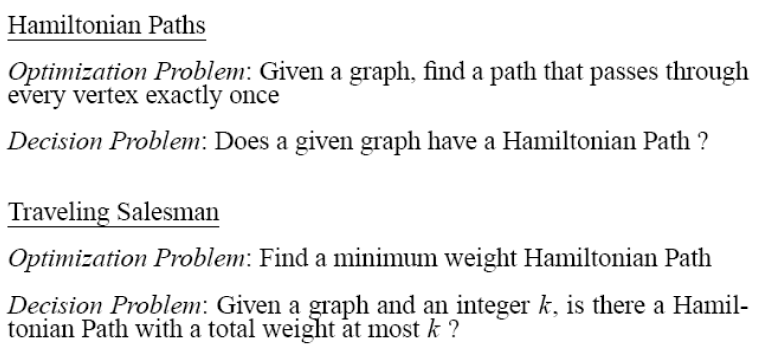 Hamiltonian Paths
Optimization Problem: Given a graph, find a path that passes through
every vertex exactly once
Decision Problem: Does a given graph have a Hamiltonian Path ?
Traveling Salesman
Optimization Problem: Find a minimum weight Hamiltonian Path
Decision Problem: Given a graph and an integer k, is there a Hamil-
tonian Path with a total weight at most k ?